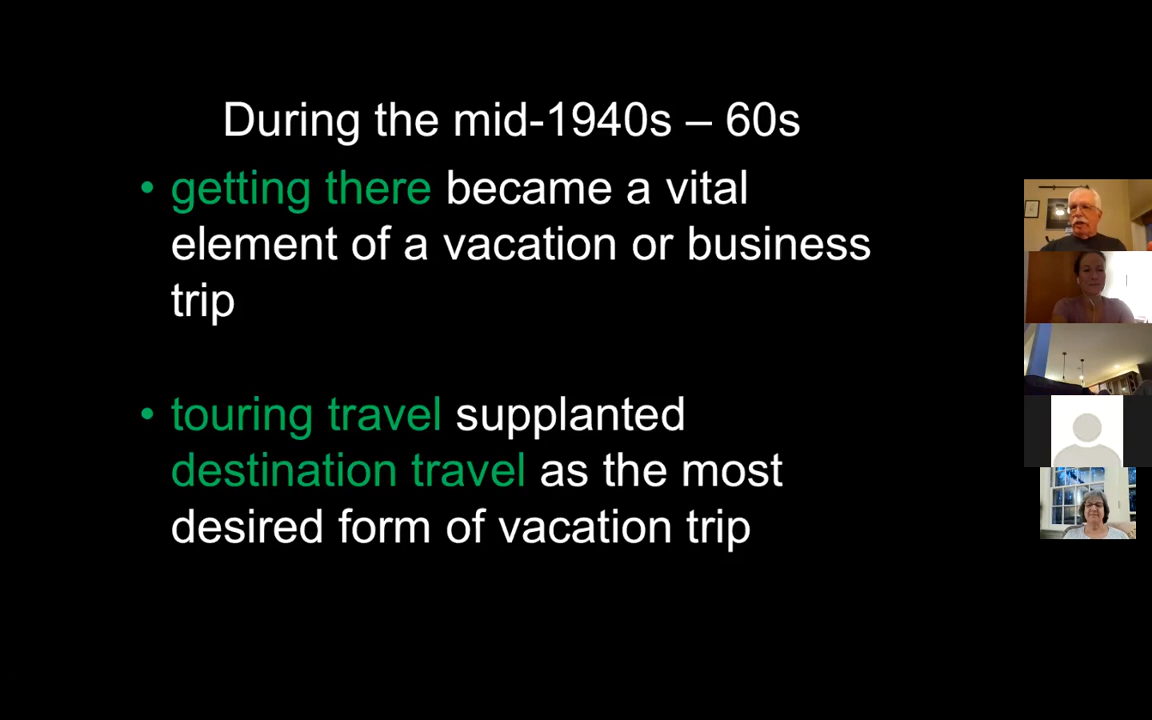 During the mid-1940s – 60s
• getting there became a vital
element of a vacation or business
trip
• touring travel supplanted
destination travel as the most
desired form of vacation trip